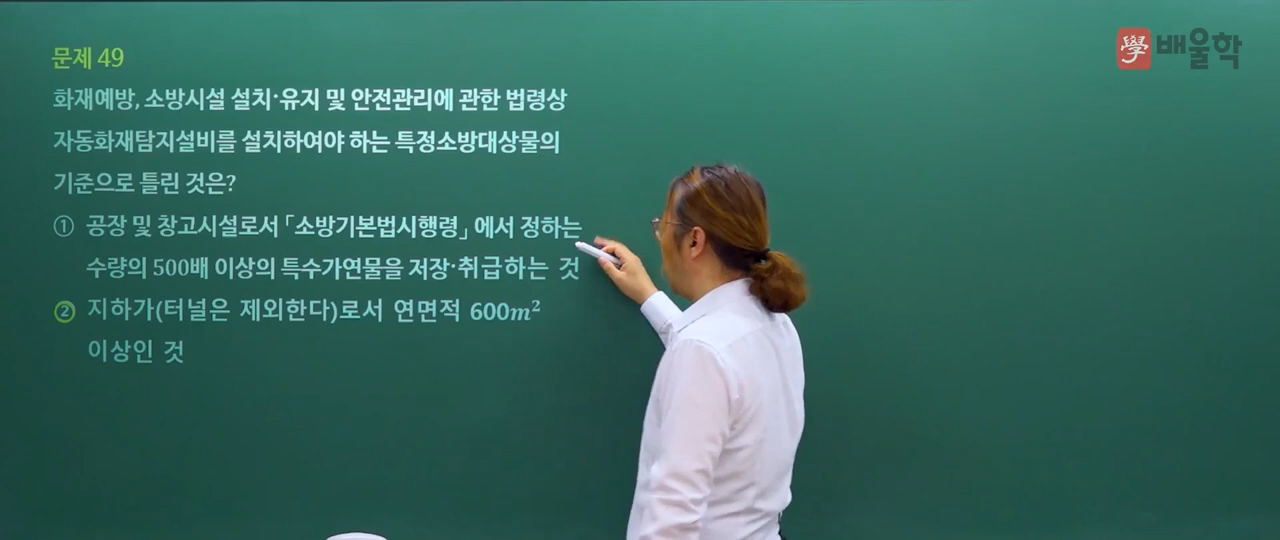 學 배울학
문제 49
화재예방, 소방시설 설치·유지 및 안전관리에 관한 법령상
자동화재탐지설비를 설치하여야 하는 특정소방대상물의
기준으로 틀린 것은?
① 공장 및 창고시설로서 「소방기본법시행령」에서 정하는
수량의 500배 이상의 특수가연물을 저장·취급하는 것
② 지하가(터널은 제외한다)로서 연면적 600m²
이상인 것